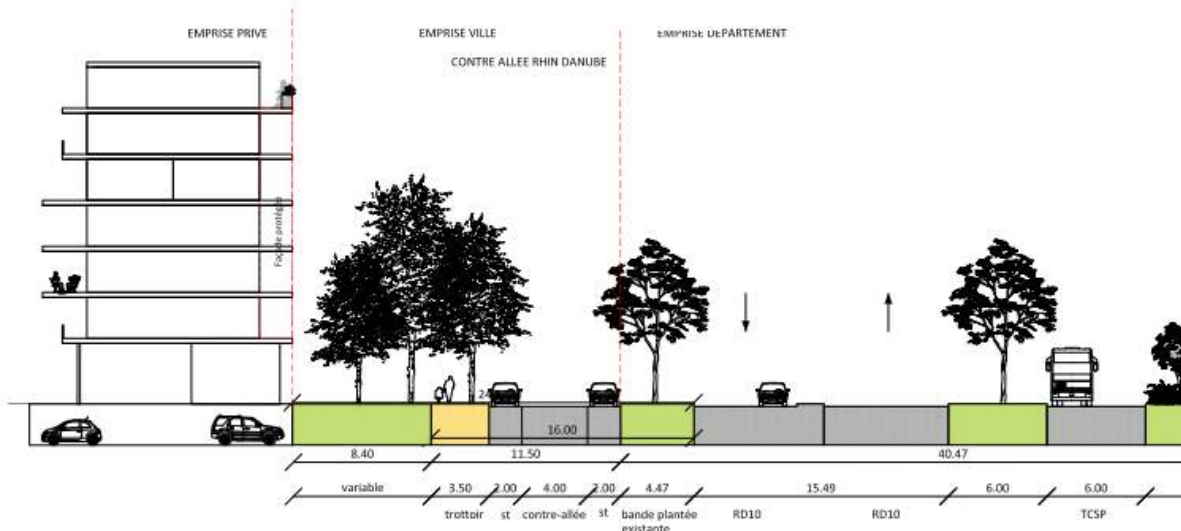 EMPRISE PRIVE
EMPRISE VILLE
EMPRISE DEPARTEMENT
CONTRE ALLEE RHIN DANUBE
Façade protégée
16.00
8.40
11.50
40.47
variable
3.50
2.00
4.00
2.00
4.47
15.49
6.00
6.00
trottoir
st
contre-allée
st
bande plantée
existante
RD10
RD10
TCSP